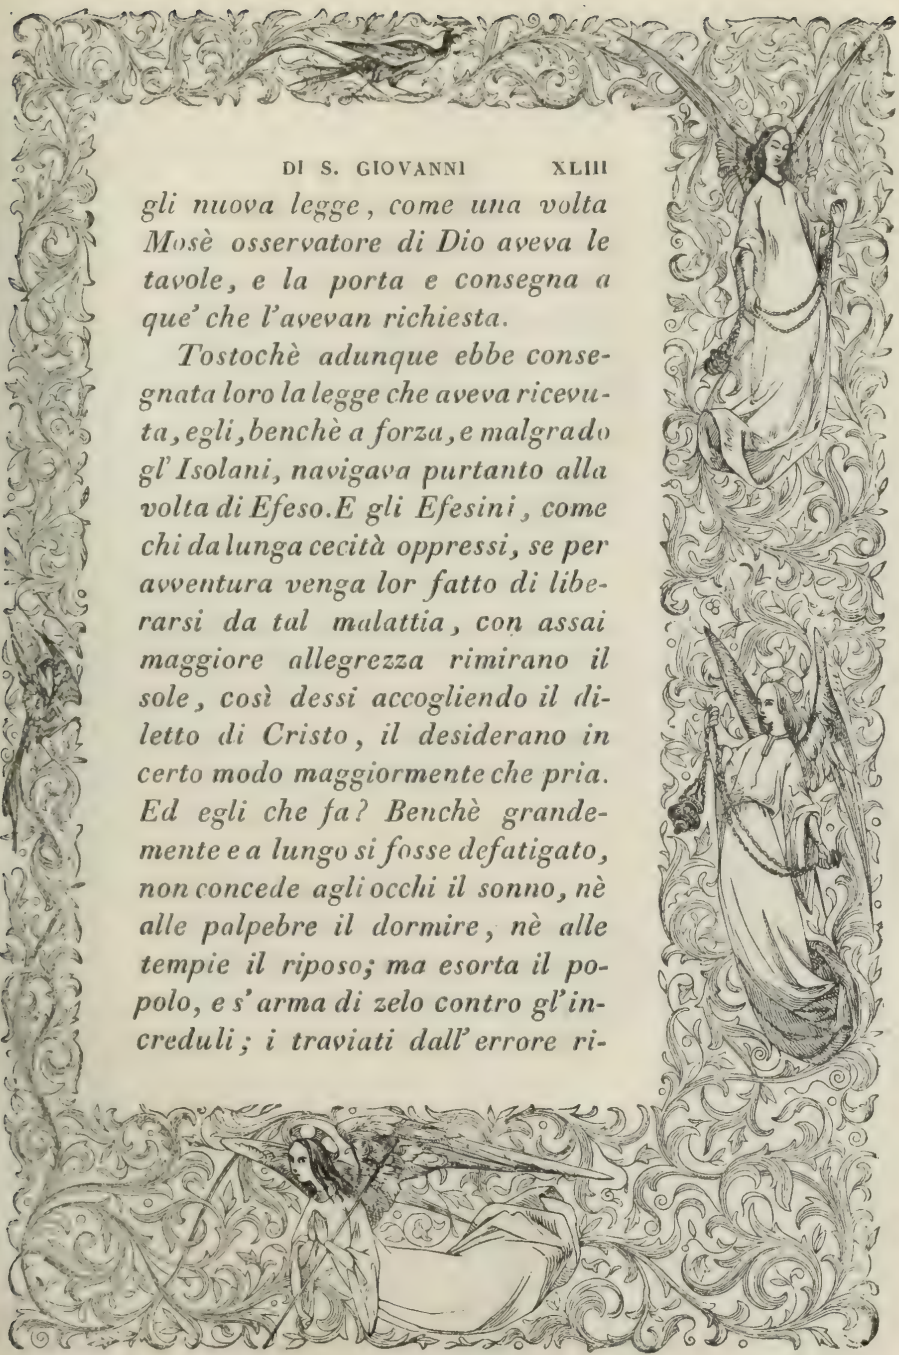 DI S. GIOVANNI XLIII
gli nuova legge, come una volta
Mosè osservatore di Dio aveva le
tavole, e la porta e consegna a
que' che l'avevan richiesta.
Tostochè adunque ebbe conse-
gnata loro la legge che aveva ricevu-
ta, egli, benchè a forza, e malgrado
gl'Isolani, navigava purtanto alla
volta di Efeso. E gli Efesini, come
chi da lunga cecità oppressi, se per
avventura venga lor fatto di libe-
rarsi da tal malattia, con assai
maggiore allegrezza rimirano il
sole, così dessi accogliendo il di-
letto di Cristo, il desiderano in
certo modo maggiormente che pria.
Ed egli che fa? Benchè grande-
mente e a lungo si fosse defatigato,
non concede agli occhi il sonno, nè
alle palpebre il dormire, nè alle
tempie il riposo; ma esorta il po-
polo, e s'arma di zelo contro gl'in-
creduli; i traviati dall'errore ri-